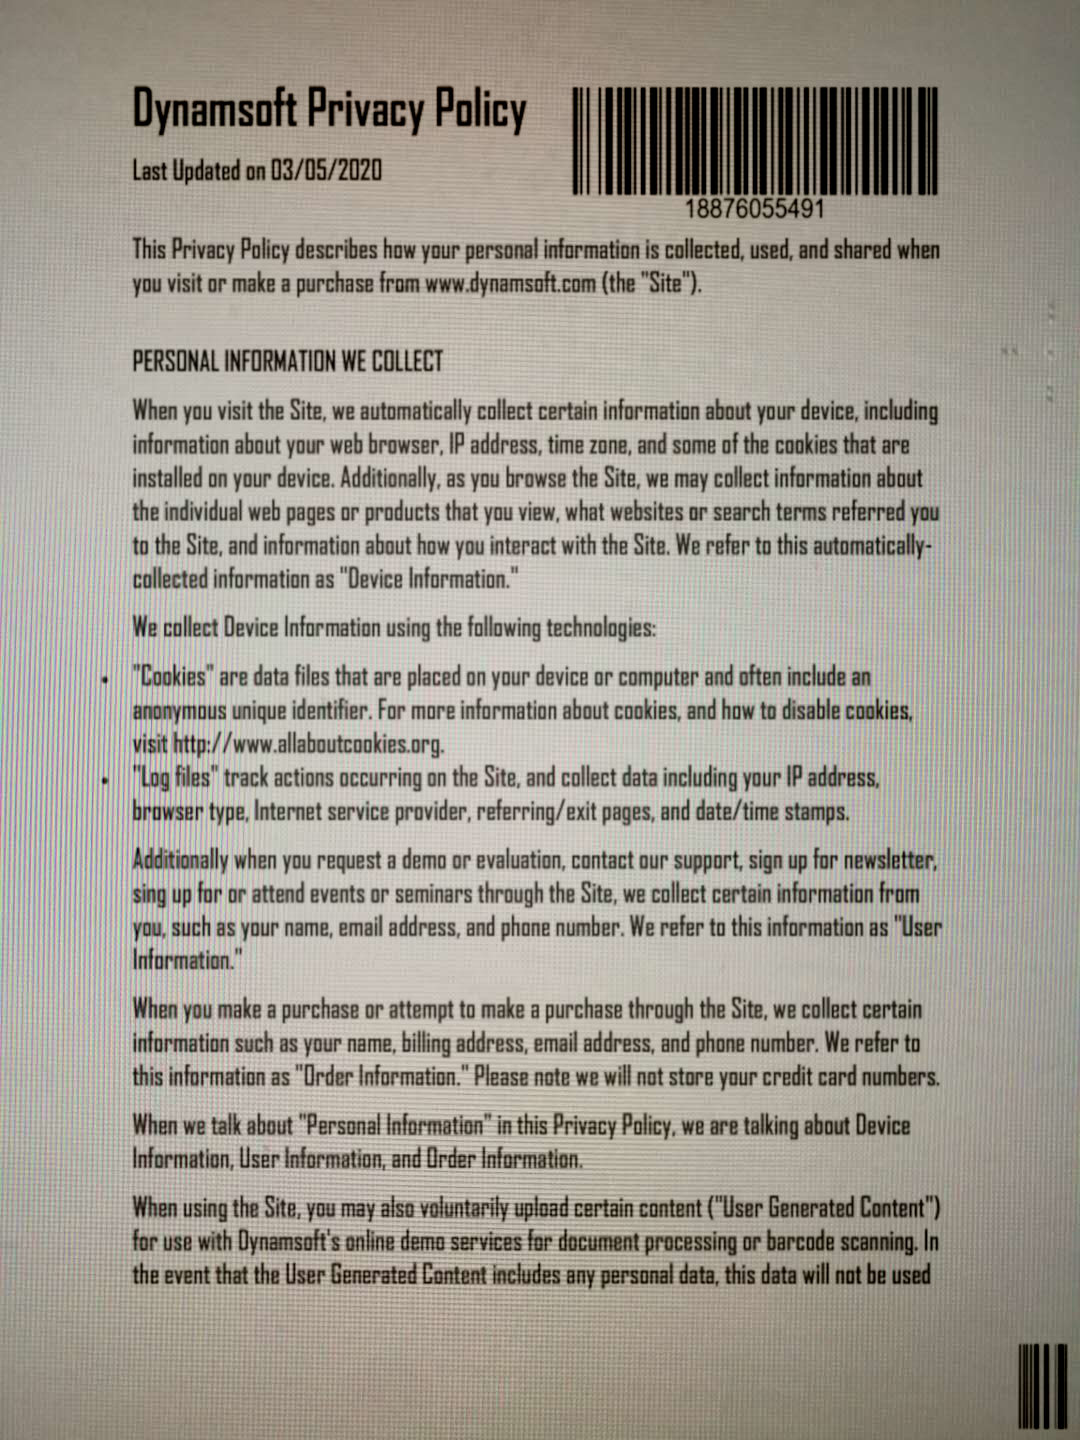 Dynamsoft Privacy Policy
Last Updated on 03/05/2020
18876055491
This Privacy Policy describes how your personal information is collected, used, and shared when
you visit or make a purchase from www.dynamsoft.com (the "Site").
PERSONAL INFORMATION WE COLLECT
When you visit the Site, we automatically collect certain information about your device, including
information about your web browser, IP address, time zone, and some of the cookies that are
installed on your device. Additionally, as you browse the Site, we may collect information about
the individual web pages or products that you view, what websites or search terms referred you
to the Site, and information about how you interact with the Site. We refer to this automatically-
collected information as "Device Information."
We collect Device Information using the following technologies:
• "Cookies" are data files that are placed on your device or computer and often include an
anonymous unique identifier. For more information about cookies, and how to disable cookies,
visit http://www.allaboutcookies.org.
• "Log files" track actions occurring on the Site, and collect data including your IP address,
browser type, Internet service provider, referring/exit pages, and date/time stamps.
Additionally when you request a demo or evaluation, contact our support, sign up for newsletter,
sing up for or attend events or seminars through the Site, we collect certain information from
you, such as your name, email address, and phone number. We refer to this information as "User
Information."
When you make a purchase or attempt to make a purchase through the Site, we collect certain
information such as your name, billing address, email address, and phone number. We refer to
this information as "Order Information." Please note we will not store your credit card numbers.
When we talk about "Personal Information" in this Privacy Policy, we are talking about Device
Information, User Information, and Order Information.
When using the Site, you may also voluntarily upload certain content ("User Generated Content")
for use with Dynamsoft's online demo services for document processing or barcode scanning. In
the event that the User Generated Content includes any personal data, this data will not be used